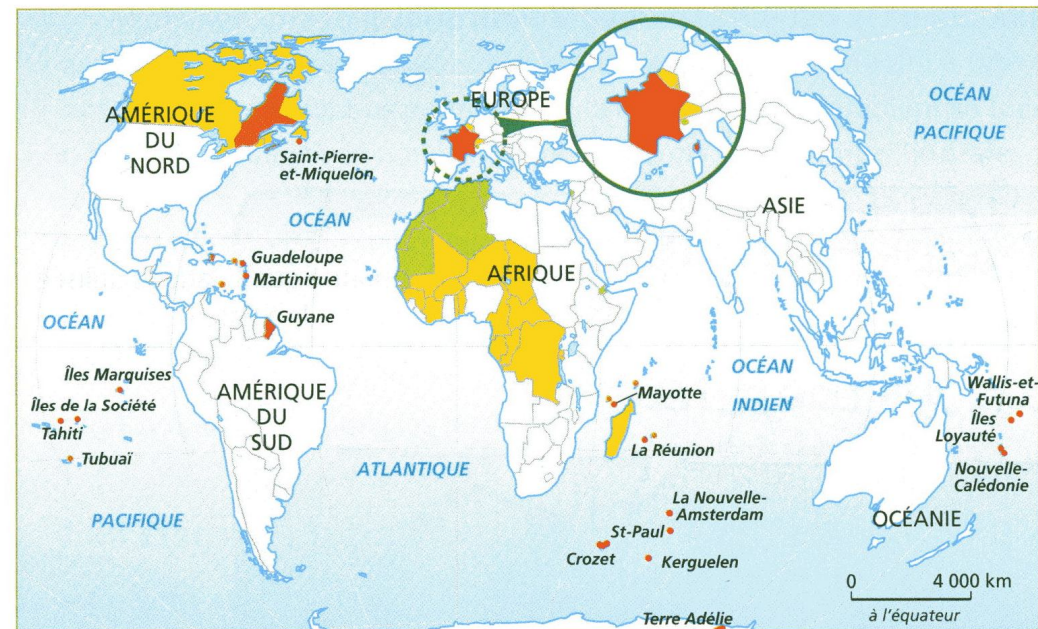 AMÉRIQUE
DU
NORD
Saint-Pierre-
et-Miquelon
EUROPE
OCÉAN
PACIFIQUE
ASIE
OCÉAN
Guadeloupe
Martinique
AFRIQUE
Guyane
OCÉAN
Îles Marquises
Îles de la Société
Tahiti
Tubuaï
PACIFIQUE
AMÉRIQUE
DU
SUD
ATLANTIQUE
OCÉAN
INDIEN
Mayotte
La Réunion
La Nouvelle-
Amsterdam
St-Paul
Crozet
Kerguelen
Wallis-et-
Futuna
Îles
Loyauté
Nouvelle-
Calédonie
OCÉANIE
0 4 000 km
à l'équateur
Terre Adélie